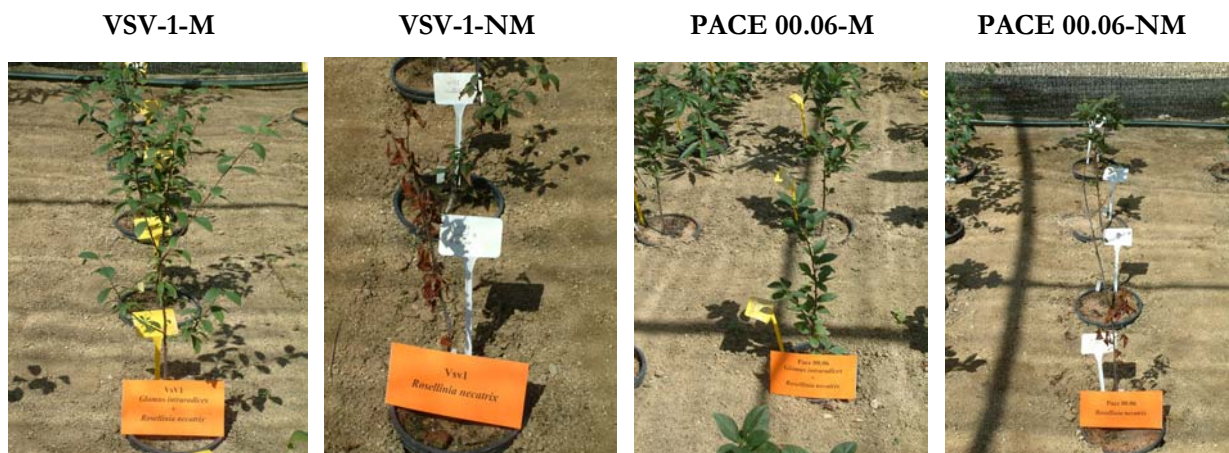 VSV-1-M
VSV-1-NM
PACE 00.06-M
PACE 00.06-NM
VsV1
Glomus intraradices
+
Rosellinia necatrix
Vsv1
Rosellinia necatrix
Pace 00.06
Glomus intraradices
+
Rosellinia necatrix
Pace 00.06
Rosellinia necatrix